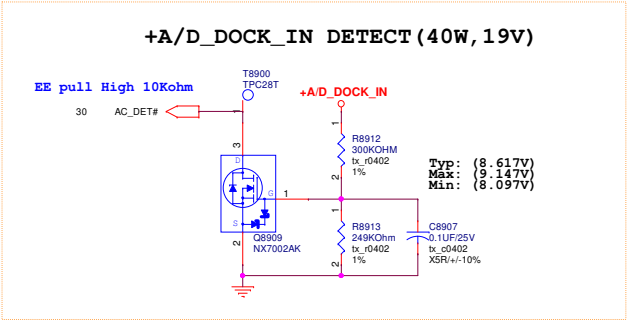 +A/D_DOCK_IN DETECT(40W,19V)
T8900
TPC28T
EE pull High 10Kohm
+A/D_DOCK_IN
30 AC_DET#
1
1
3
R8912
300KOHM
tx_r0402
1%
D
2
Typ: (8.617V)
Max: (9.147V)
Min: (8.097V)
G
1
1
S
R8913
249KOhm
tx_r0402
1%
C8907
0.1UF/25V
tx_c0402
X5R/+/-10%
2
Q8909
NX7002AK
2